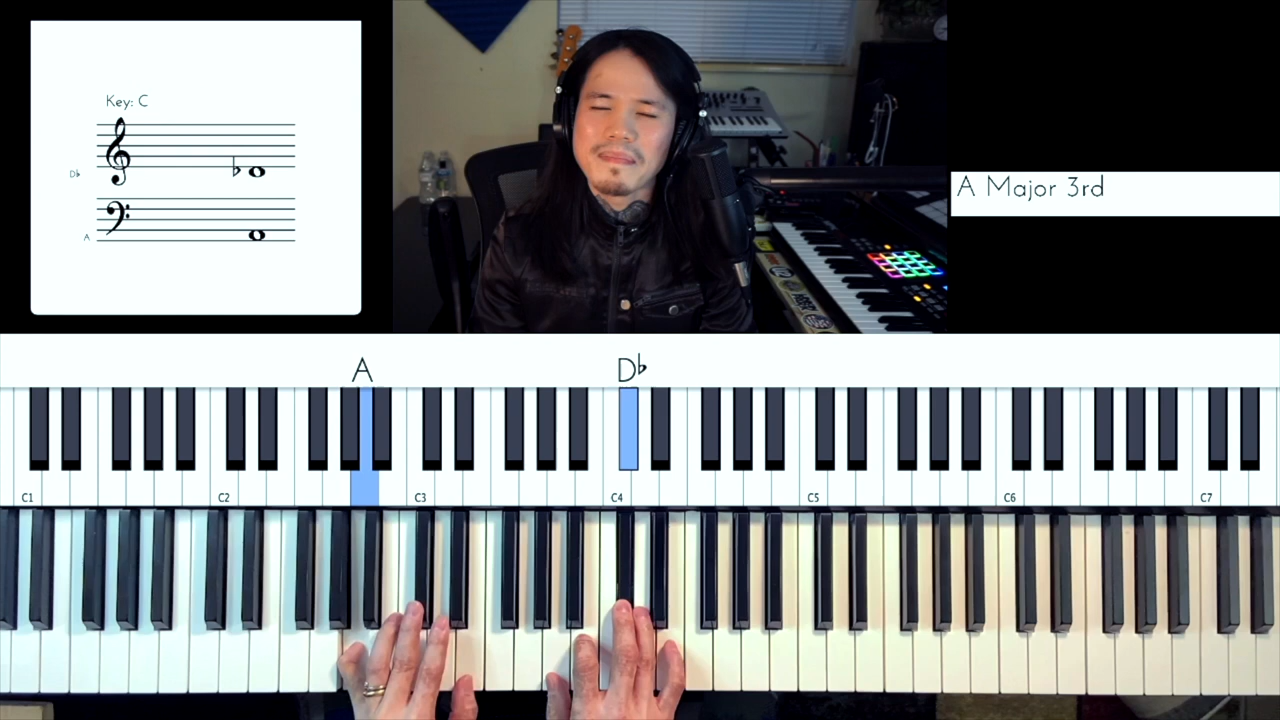 Key: C
D♭
A
A Major 3rd
A D♭
C1 C2 C3 C4 C5 C6 C7